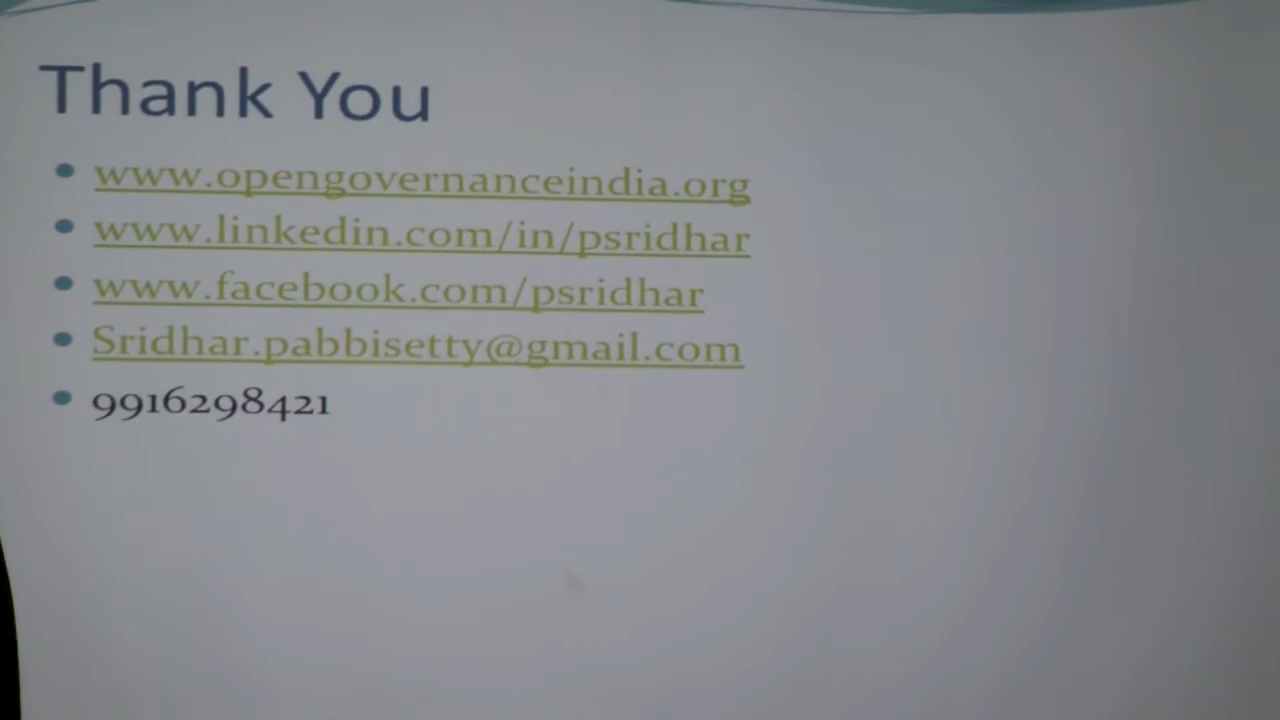 Thank You
www.opengovernanceindia.org
www.linkedin.com/in/psridhar
www.facebook.com/psridhar
Sridhar.pabbisetty@gmail.com
9916298421